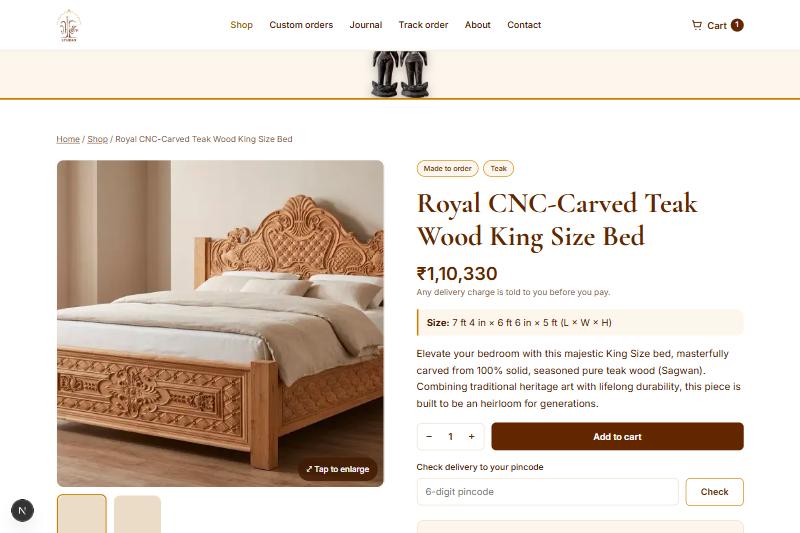 Shop
Custom orders
Journal
Track order
About
Contact
Cart 1
Home / Shop / Royal CNC-Carved Teak Wood King Size Bed
Made to order
Teak
Royal CNC-Carved Teak
Wood King Size Bed
₹1,10,330
Any delivery charge is told to you before you pay.
Size: 7 ft 4 in × 6 ft 6 in × 5 ft (L × W × H)
Elevate your bedroom with this majestic King Size bed, masterfully
carved from 100% solid, seasoned pure teak wood (Sagwan).
Combining traditional heritage art with lifelong durability, this piece is
built to be an heirloom for generations.
− 1 +
Add to cart
Tap to enlarge
Check delivery to your pincode
6-digit pincode
Check
N